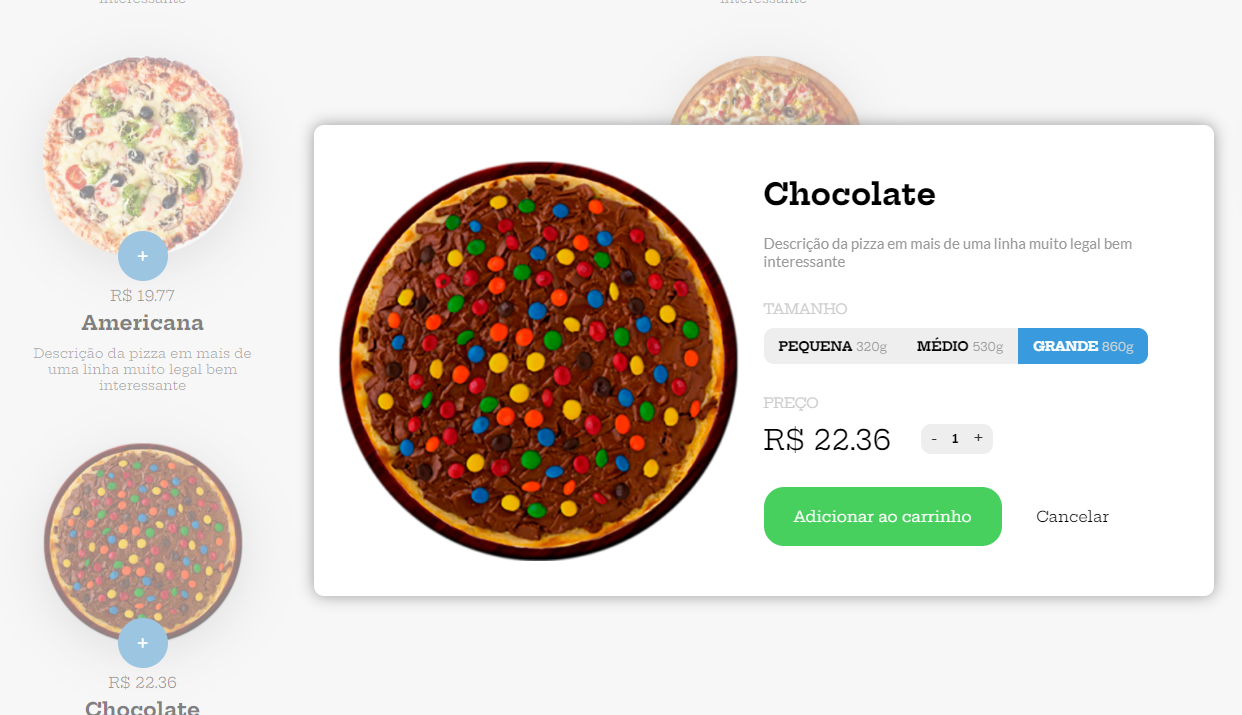 interessante
interessante
+
R$ 19.77
Americana
Descrição da pizza em mais de
uma linha muito legal bem
interessante
+
R$ 22.36
Chocolate
Chocolate
Descrição da pizza em mais de uma linha muito legal bem
interessante
TAMANHO
PEQUENA 320g MÉDIO 530g GRANDE 860g
PREÇO
R$ 22.36 - 1 +
Adicionar ao carrinho Cancelar